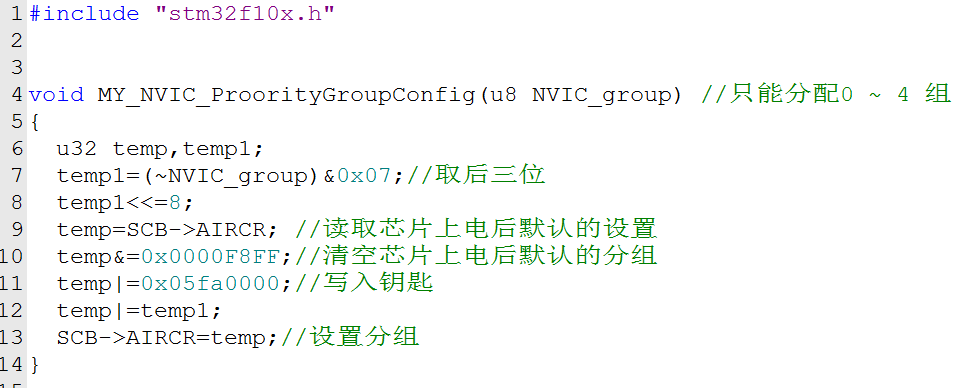 1 #include "stm32f10x.h"
2
3
4 void MY_NVIC_ProorityGroupConfig(u8 NVIC_group) //只能分配0 ~ 4 组
5 {
6   u32 temp,temp1;
7   temp1=(~NVIC_group)&0x07;//取后三位
8   temp1<<=8;
9   temp=SCB->AIRCR; //读取芯片上电后默认的设置
10   temp&=0x0000F8FF;//清空芯片上电后默认的分组
11   temp|=0x05fa0000;//写入钥匙
12   temp|=temp1;
13   SCB->AIRCR=temp;//设置分组
14 }